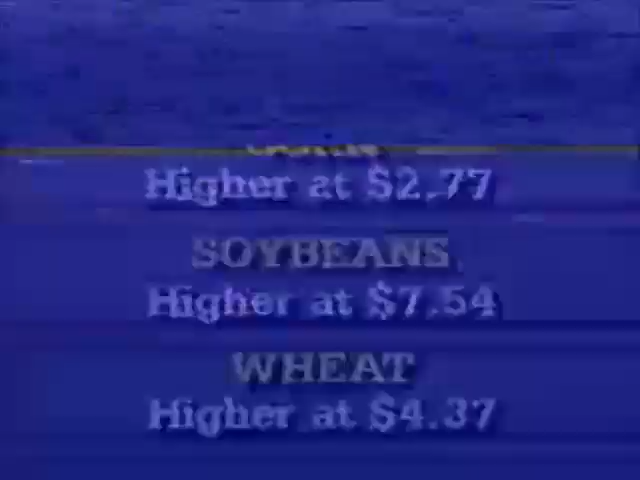 Higher at $2.77
SOYBEANS
Higher at $7.54
WHEAT
Higher at $4.37